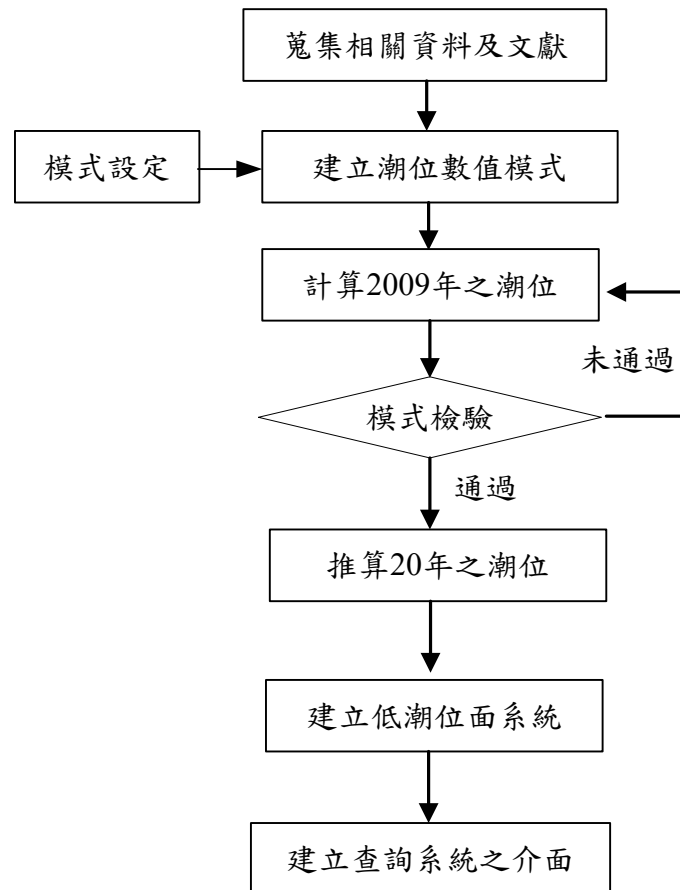 蒐集相關資料及文獻
模式設定
建立潮位數值模式
計算2009年之潮位
未通過
模式檢驗
通過
推算20年之潮位
建立低潮位面系統
建立查詢系統之介面